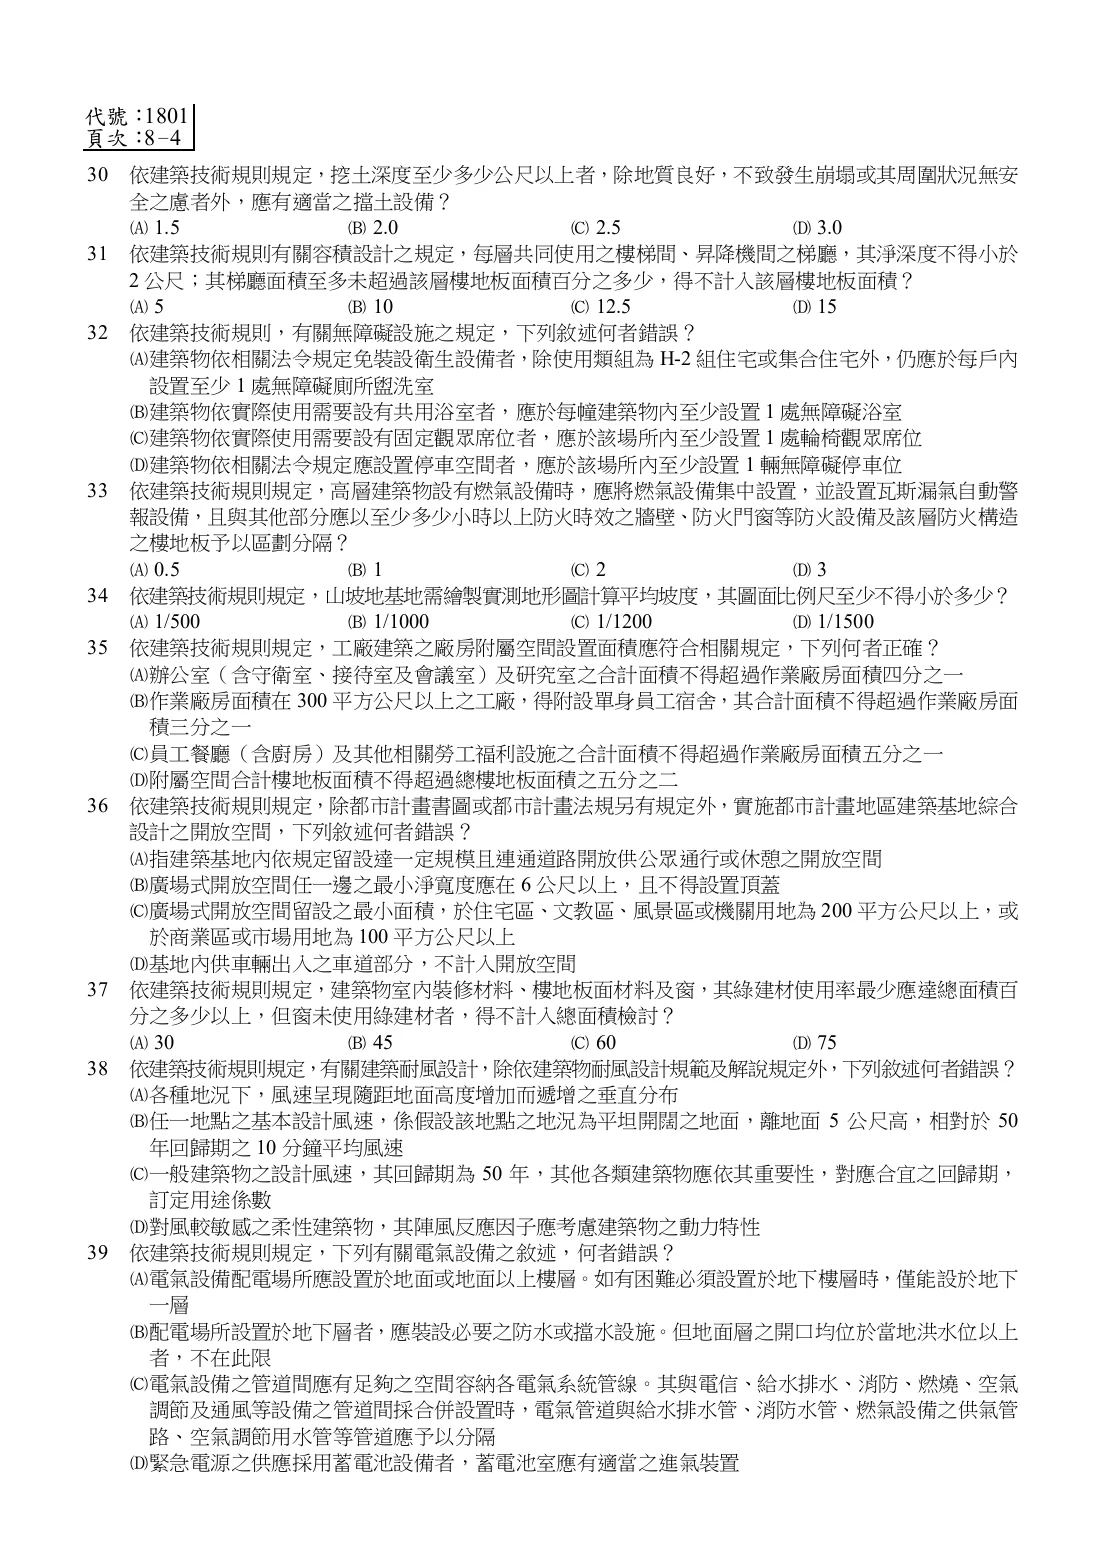 代號：1801
頁次：8－4
30 依建築技術規則規定，挖土深度至少多少公尺以上者，除地質良好，不致發生崩塌或其周圍狀況無安
全之慮者外，應有適當之擋土設備？
(A) 1.5 (B) 2.0 (C) 2.5 (D) 3.0
31 依建築技術規則有關容積設計之規定，每層共同使用之樓梯間、昇降機間之梯廳，其淨深度不得小於
2 公尺；其梯廳面積至多未超過該層樓地板面積百分之多少，得不計入該層樓地板面積？
(A) 5 (B) 10 (C) 12.5 (D) 15
32 依建築技術規則，有關無障礙設施之規定，下列敘述何者錯誤？
(A)建築物依相關法令規定免裝設衛生設備者，除使用類組為 H-2 組住宅或集合住宅外，仍應於每戶內
設置至少 1 處無障礙廁所盥洗室
(B)建築物依實際使用需要設有共用浴室者，應於每幢建築物內至少設置 1 處無障礙浴室
(C)建築物依實際使用需要設有固定觀眾席位者，應於該場所內至少設置 1 處輪椅觀眾席位
(D)建築物依相關法令規定應設置停車空間者，應於該場所內至少設置 1 輛無障礙停車位
33 依建築技術規則規定，高層建築物設有燃氣設備時，應將燃氣設備集中設置，並設置瓦斯漏氣自動警
報設備，且與其他部分應以至少多少小時以上防火時效之牆壁、防火門窗等防火設備及該層防火構造
之樓地板予以區劃分隔？
(A) 0.5 (B) 1 (C) 2 (D) 3
34 依建築技術規則規定，山坡地基地需繪製實測地形圖計算平均坡度，其圖面比例尺至少不得小於多少？
(A) 1/500 (B) 1/1000 (C) 1/1200 (D) 1/1500
35 依建築技術規則規定，工廠建築之廠房附屬空間設置面積應符合相關規定，下列何者正確？
(A)辦公室（含守衛室、接待室及會議室）及研究室之合計面積不得超過作業廠房面積四分之一
(B)作業廠房面積在 300 平方公尺以上之工廠，得附設單身員工宿舍，其合計面積不得超過作業廠房面
積三分之一
(C)員工餐廳（含廚房）及其他相關勞工福利設施之合計面積不得超過作業廠房面積五分之一
(D)附屬空間合計樓地板面積不得超過總樓地板面積之五分之二
36 依建築技術規則規定，除都市計畫書圖或都市計畫法規另有規定外，實施都市計畫地區建築基地綜合
設計之開放空間，下列敘述何者錯誤？
(A)指建築基地內依規定留設達一定規模且連通道路開放供公眾通行或休憩之開放空間
(B)廣場式開放空間任一邊之最小淨寬度應在 6 公尺以上，且不得設置頂蓋
(C)廣場式開放空間留設之最小面積，於住宅區、文教區、風景區或機關用地為 200 平方公尺以上，或
於商業區或市場用地為 100 平方公尺以上
(D)基地內供車輛出入之車道部分，不計入開放空間
37 依建築技術規則規定，建築物室內裝修材料、樓地板面材料及窗，其綠建材使用率最少應達總面積百
分之多少以上，但窗未使用綠建材者，得不計入總面積檢討？
(A) 30 (B) 45 (C) 60 (D) 75
38 依建築技術規則規定，有關建築耐風設計，除依建築物耐風設計規範及解說規定外，下列敘述何者錯誤？
(A)各種地況下，風速呈現隨距地面高度增加而遞增之垂直分布
(B)任一地點之基本設計風速，係假設該地點之地況為平坦開闊之地面，離地面 5 公尺高，相對於 50
年回歸期之 10 分鐘平均風速
(C)一般建築物之設計風速，其回歸期為 50 年，其他各類建築物應依其重要性，對應合宜之回歸期，
訂定用途係數
(D)對風較敏感之柔性建築物，其陣風反應因子應考慮建築物之動力特性
39 依建築技術規則規定，下列有關電氣設備之敘述，何者錯誤？
(A)電氣設備配電場所應設置於地面或地面以上樓層。如有困難必須設置於地下樓層時，僅能設於地下
一層
(B)配電場所設置於地下層者，應裝設必要之防水或擋水設施。但地面層之開口均位於當地洪水位以上
者，不在此限
(C)電氣設備之管道間應有足夠之空間容納各電氣系統管線。其與電信、給水排水、消防、燃燒、空氣
調節及通風等設備之管道間採合併設置時，電氣管道與給水排水管、消防水管、燃氣設備之供氣管
路、空氣調節用水管等管道應予以分隔
(D)緊急電源之供應採用蓄電池設備者，蓄電池室應有適當之進氣裝置